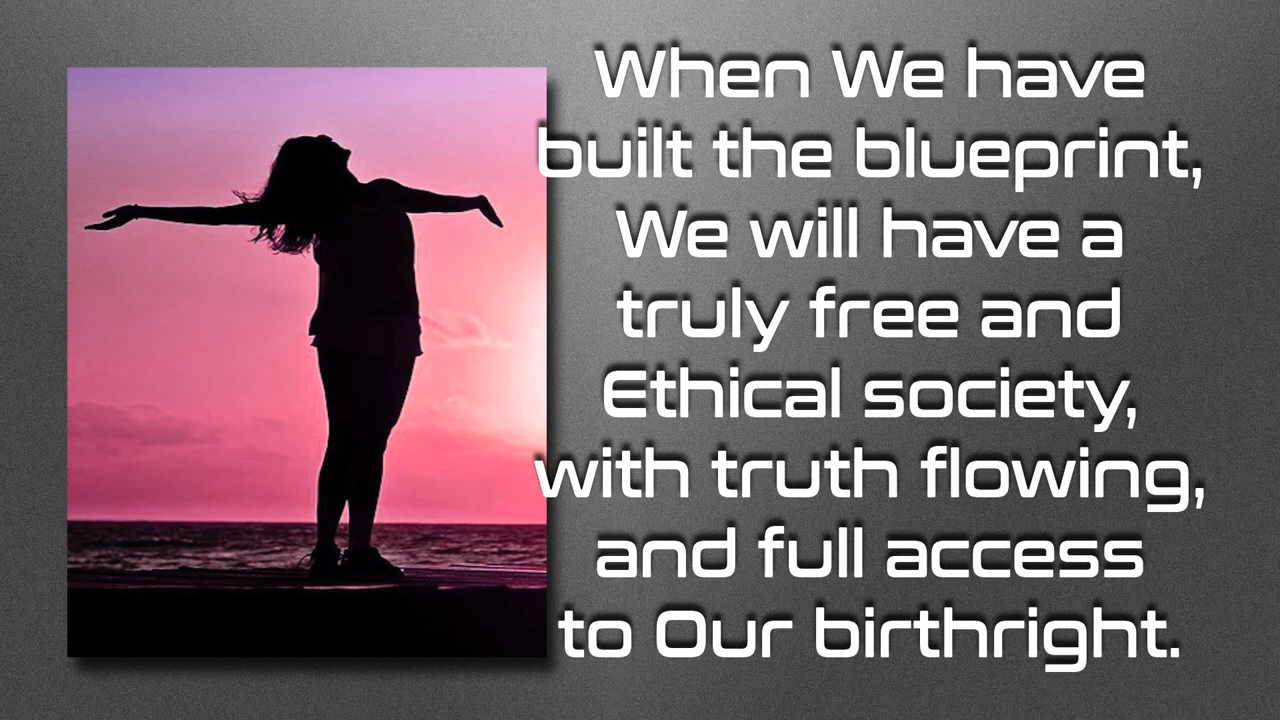 When We have
built the blueprint,
We will have a
truly free and
Ethical society,
with truth flowing,
and full access
to Our birthright.